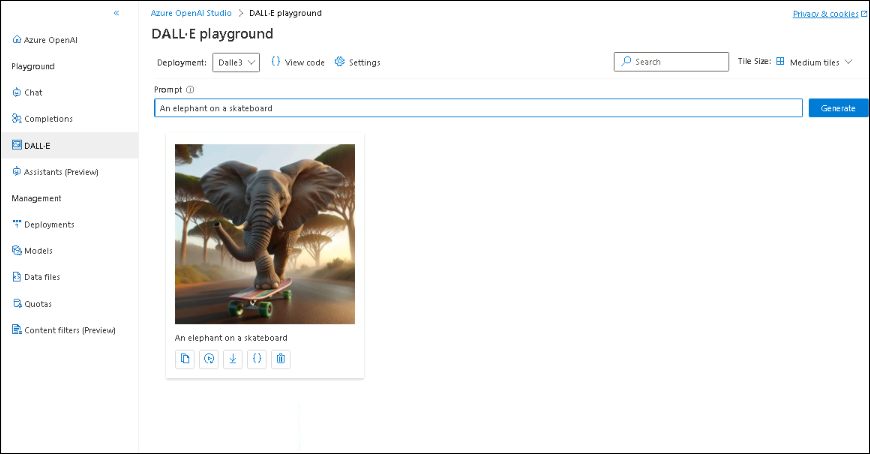 Azure OpenAI Studio > DALL·E playground
Privacy & cookies
Azure OpenAI
DALL·E playground
Playground
Deployment: Dalle3
View code
Settings
Search
Tile Size: Medium tiles
Chat
Prompt
Completions
An elephant on a skateboard
Generate
DALL·E
Assistants (Preview)
Management
Deployments
Models
Data files
Quotas
Content filters (Preview)
An elephant on a skateboard